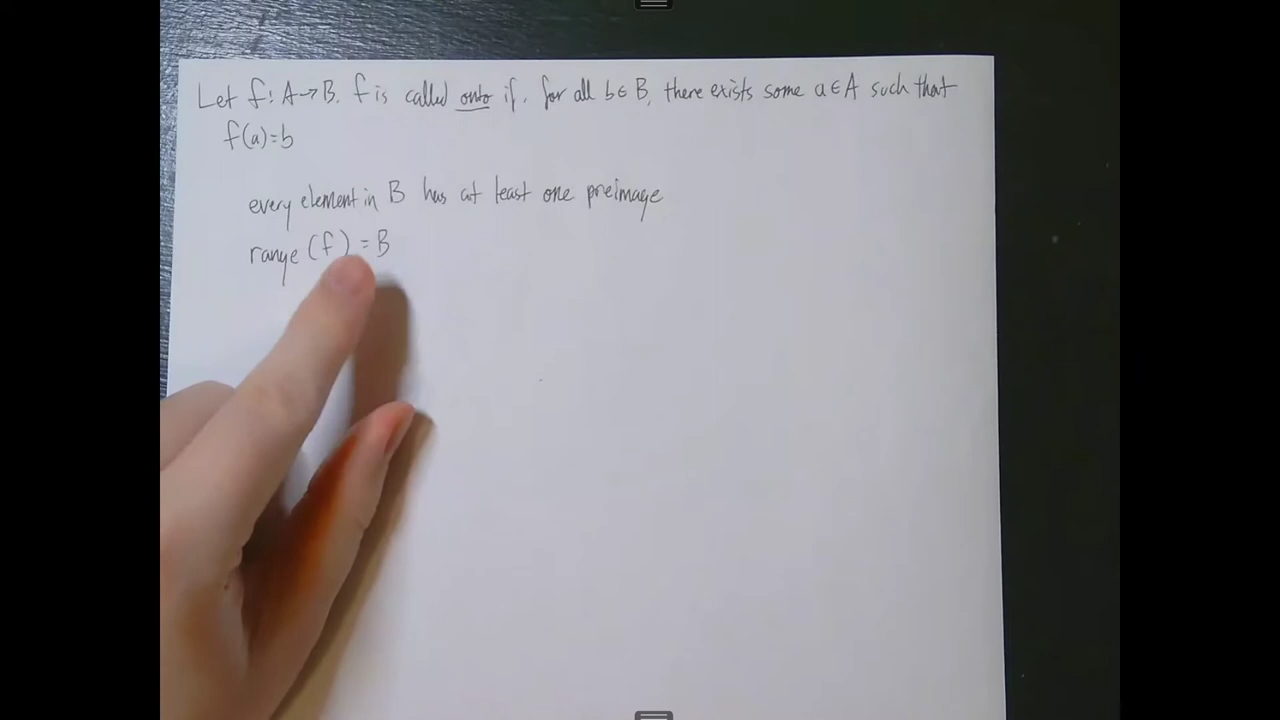 Let f: A→B. f is called onto if, for all b∈B, there exists some a∈A such that
f(a)=b
every element in B has at least one preimage
range (f) = B